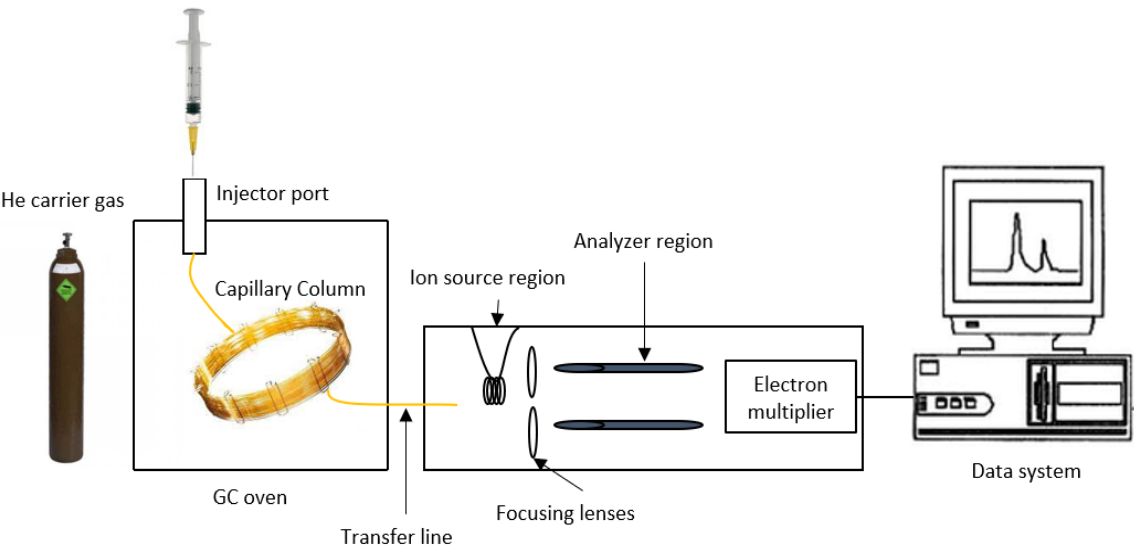 He carrier gas
Injector port
Capillary Column
GC oven
Transfer line
Ion source region
Analyzer region
Focusing lenses
Electron
multiplier
Data system